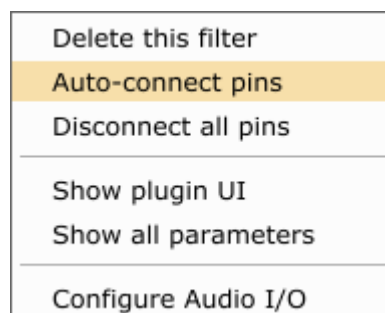 Delete this filter
Auto-connect pins
Disconnect all pins
Show plugin UI
Show all parameters
Configure Audio I/O